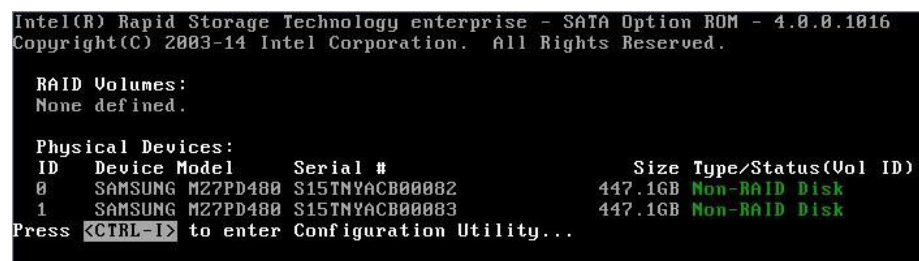 Intel(R) Rapid Storage Technology enterprise - SATA Option ROM - 4.0.0.1016
Copyright(C) 2003-14 Intel Corporation. All Rights Reserved.
RAID Volumes:
None defined.
Physical Devices:
ID Device Model Serial # Size Type/Status(Vol ID)
0 SAMSUNG MZ7PD480 S15TNYACB00082 447.1GB Non-RAID Disk
1 SAMSUNG MZ7PD480 S15TNYACB00083 447.1GB Non-RAID Disk
Press <CTRL-I> to enter Configuration Utility...